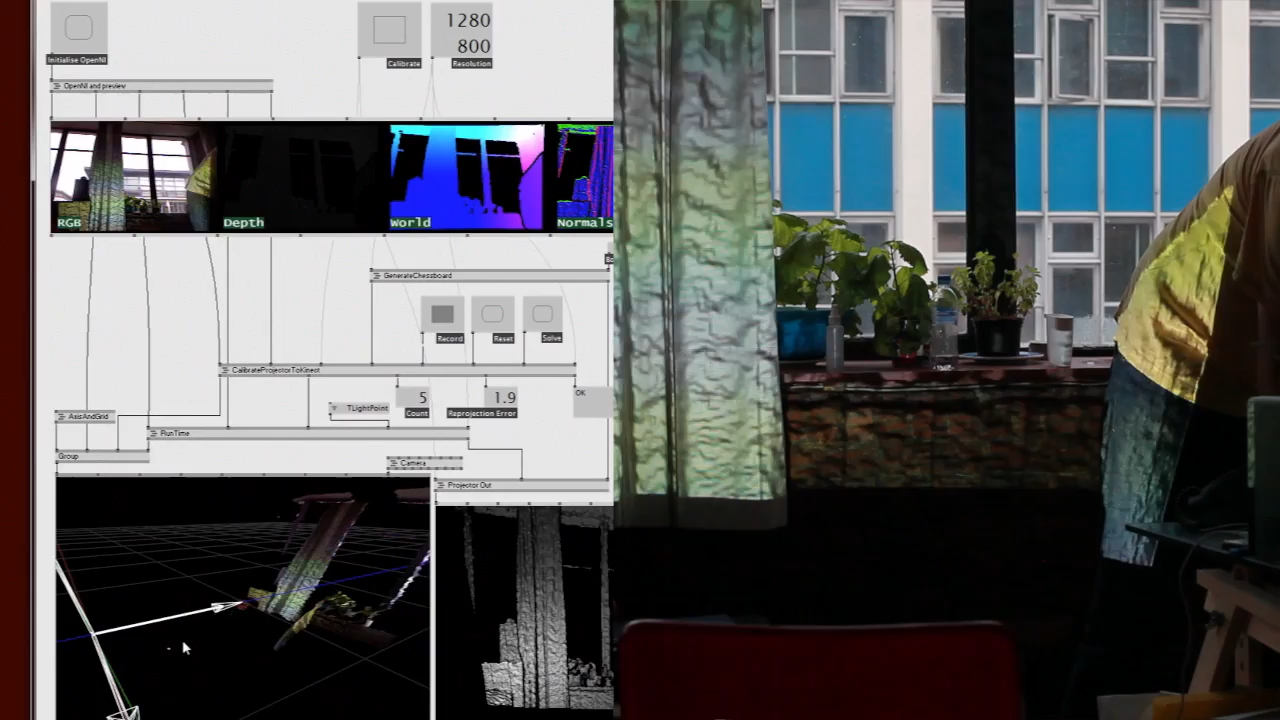 1280
800
Initialise OpenNI
Calibrate
Resolution
OpenNI and preview
RGB
Depth
World
Normals
GenerateChessboard
Record
Reset
Solve
CalibrateProjectorToKinect
5
1.9
OK
TLightPoint
Count
Reprojection Error
AxisAndGrid
RunTime
Group
Camera
Projector Out